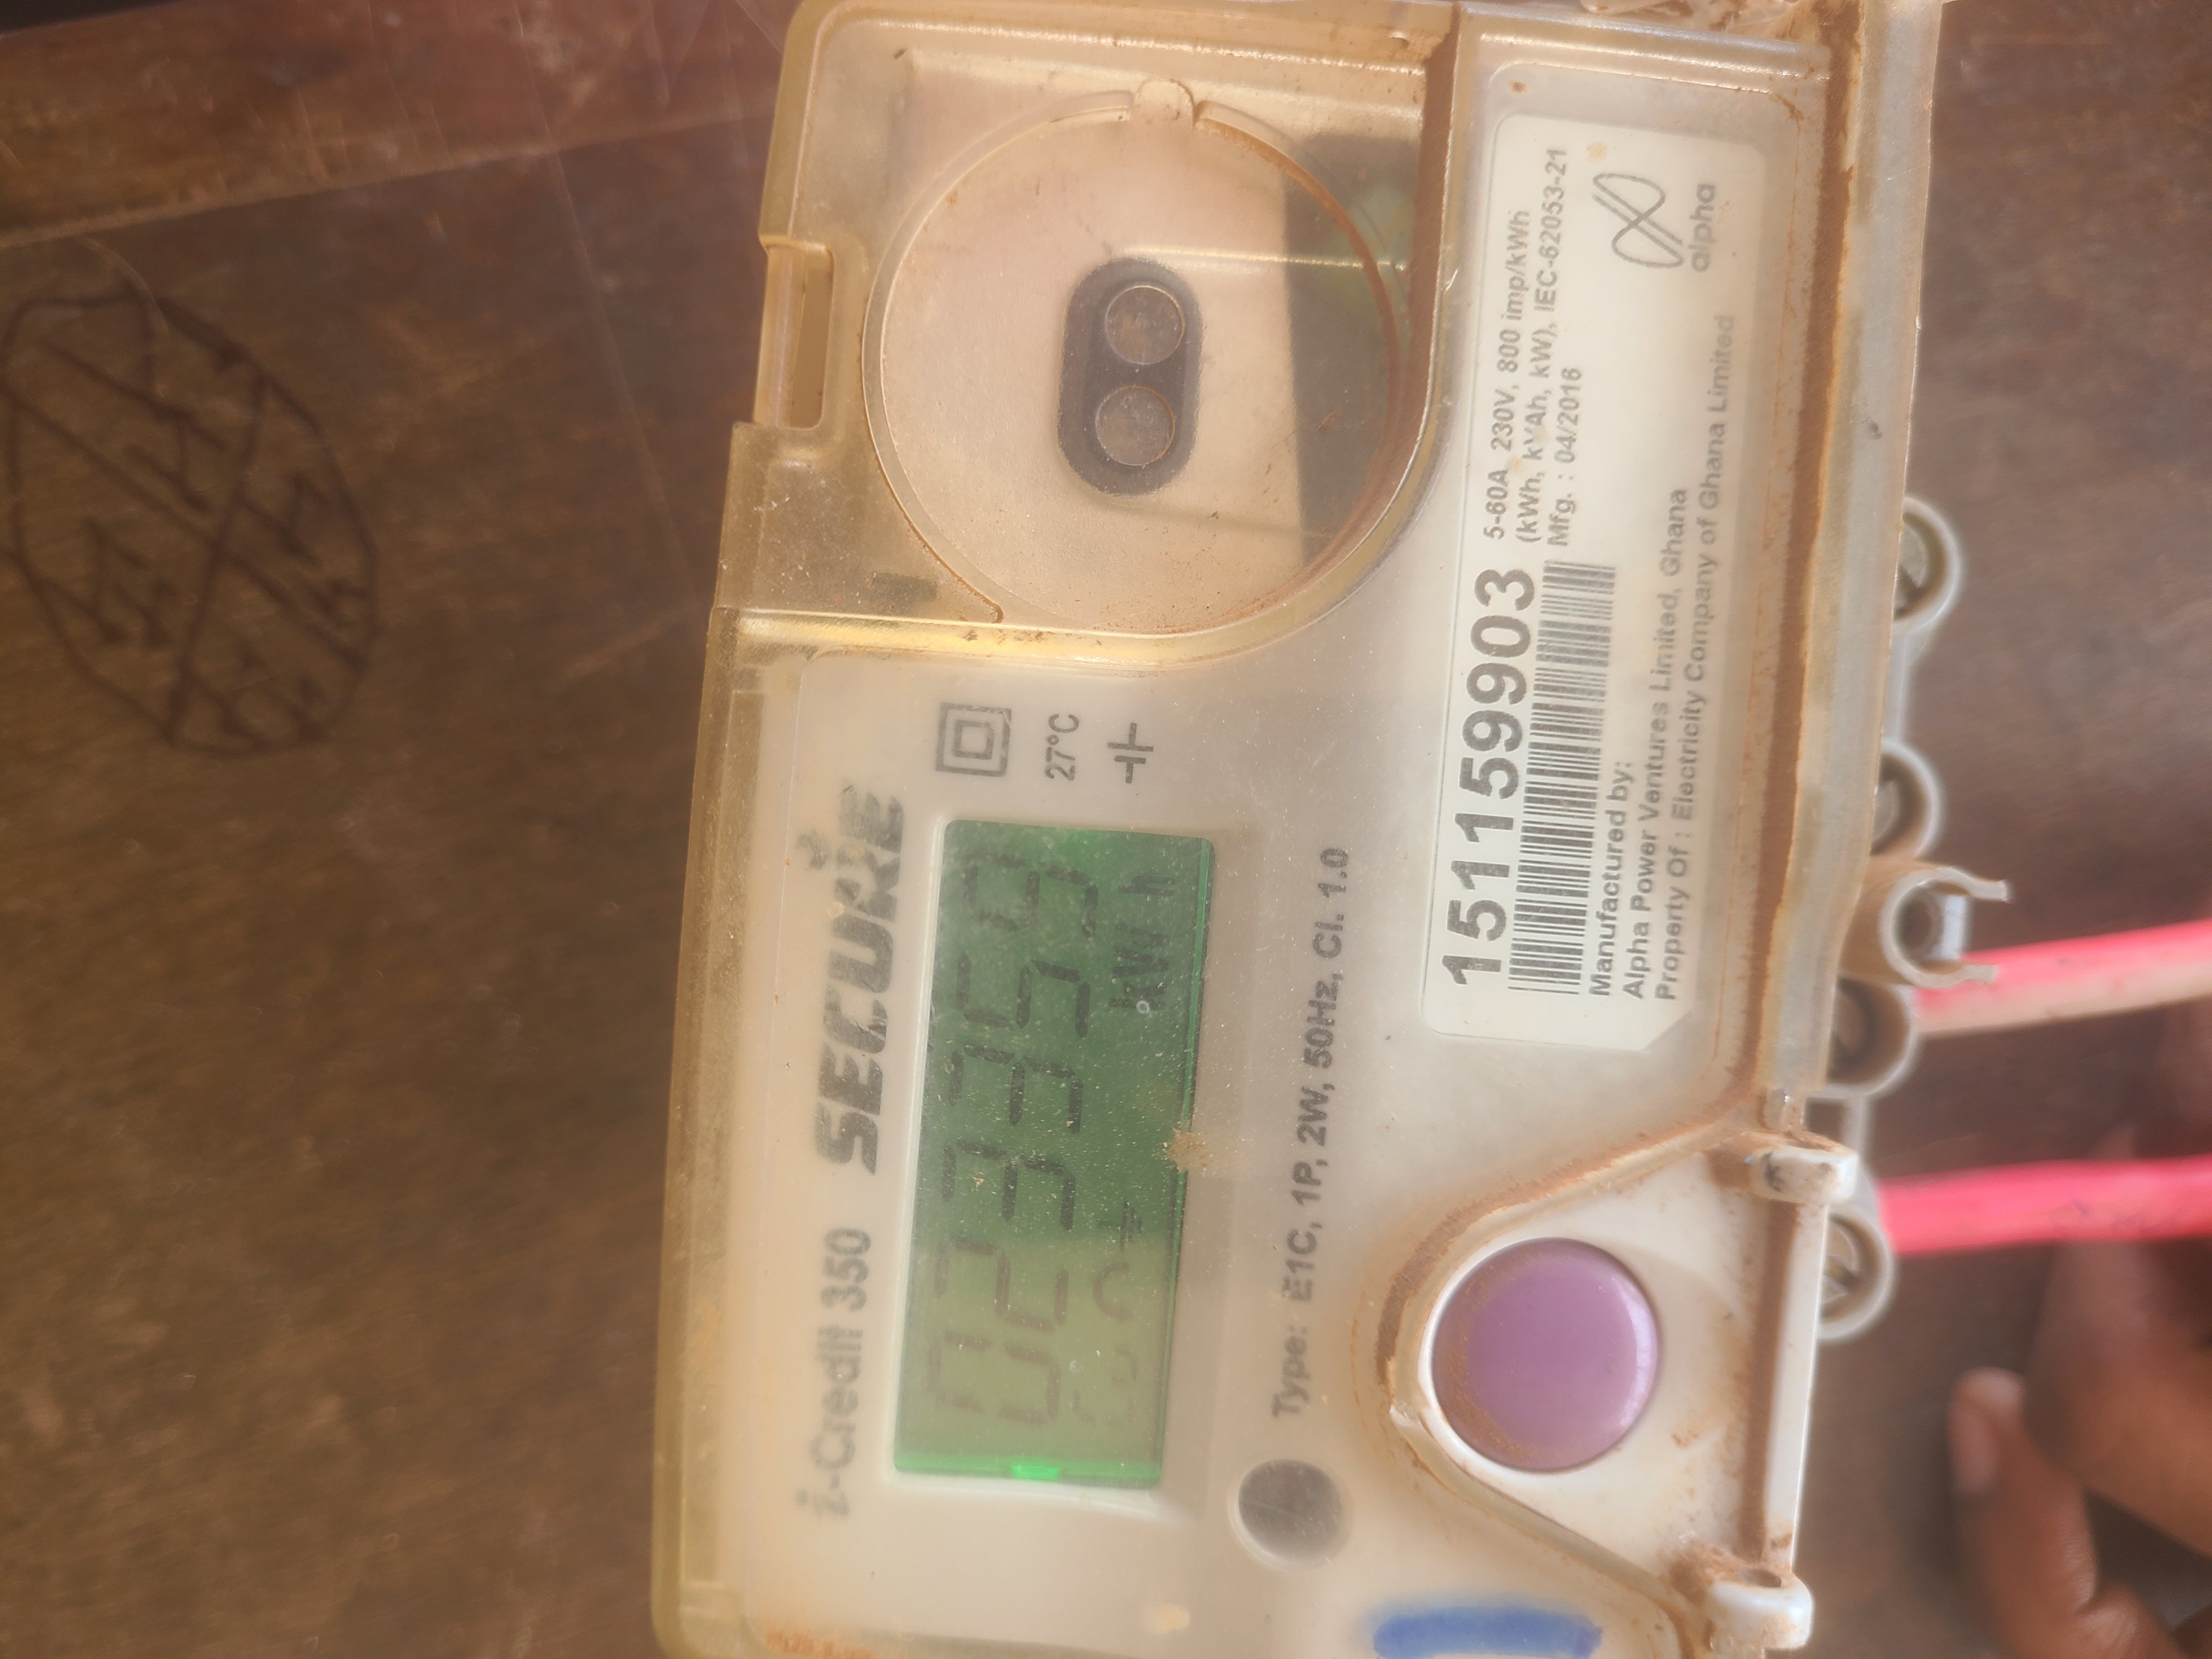 i-Credit 350 SECURE
023359
kWh
27°C
Type: E1C, 1P, 2W, 50Hz, Cl. 1.0
151159903
5-60A, 230V, 800 imp/kWh
(kWh, kVAh, kW), IEC-62053-21
Mfg. : 04/2016
Manufactured by:
Alpha Power Ventures Limited, Ghana
Property Of : Electricity Company of Ghana Limited
alpha